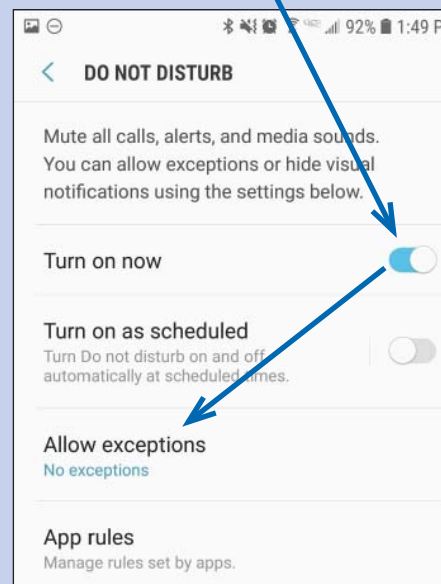 92% 1:49 P
DO NOT DISTURB
Mute all calls, alerts, and media sounds.
You can allow exceptions or hide visual
notifications using the settings below.
Turn on now
Turn on as scheduled
Turn Do not disturb on and off
automatically at scheduled times.
Allow exceptions
No exceptions
App rules
Manage rules set by apps.